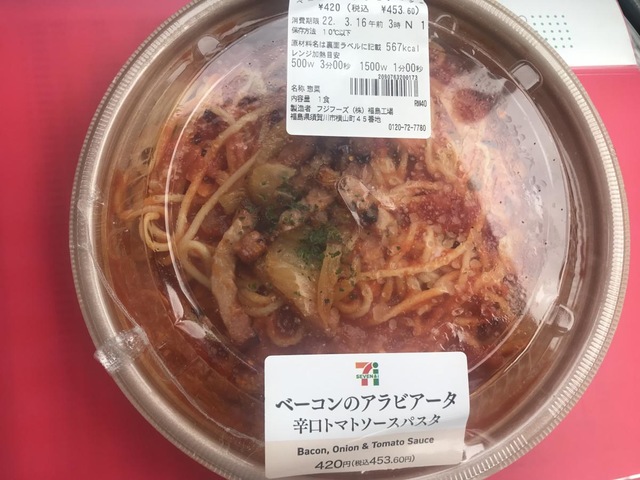 ¥420 (税込 ¥453.60)
消費期限 22. 3.16午前 3時 N 1
保存方法 10℃以下
原材料名は裏面ラベルに記載 567kcal
レンジ加熱目安
500W 3分00秒 1500W 1分00秒
名称 惣菜
内容量 1食
製造者 フジフーズ(株)福島工場
福島県須賀川市横山町45番地
0120-72-7780
SEVEN&i
ベーコンのアラビアータ
辛口トマトソースパスタ
Bacon, Onion & Tomato Sauce
420円(税込453.60円)